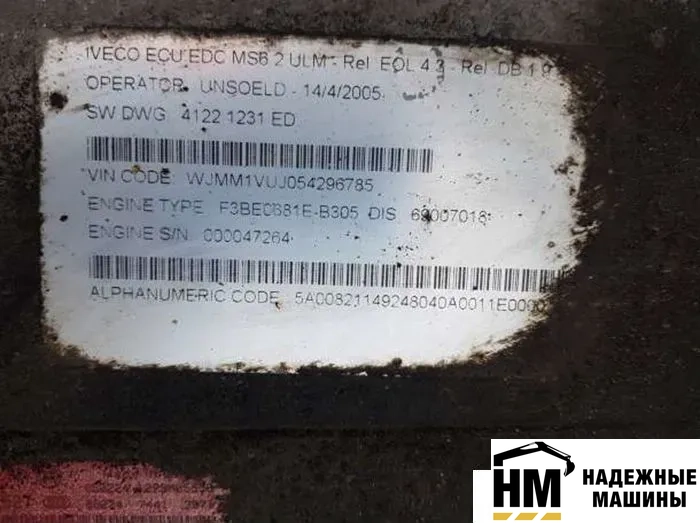 IVECO ECU EDC MS6 2 ULM - Rel EOL 4.3 - Rel DB 1.9
OPERATOR UNSOELD - 14/4/2005
SW DWG 4122 1231 ED
VIN CODE: WJMM1VUJ054296785
ENGINE TYPE F3BE0681E-B305 DIS 69007018
ENGINE S/N 000047264
ALPHANUMERIC CODE 5A00821149248040A0011E0000
НМ НАДЕЖНЫЕ
МАШИНЫ